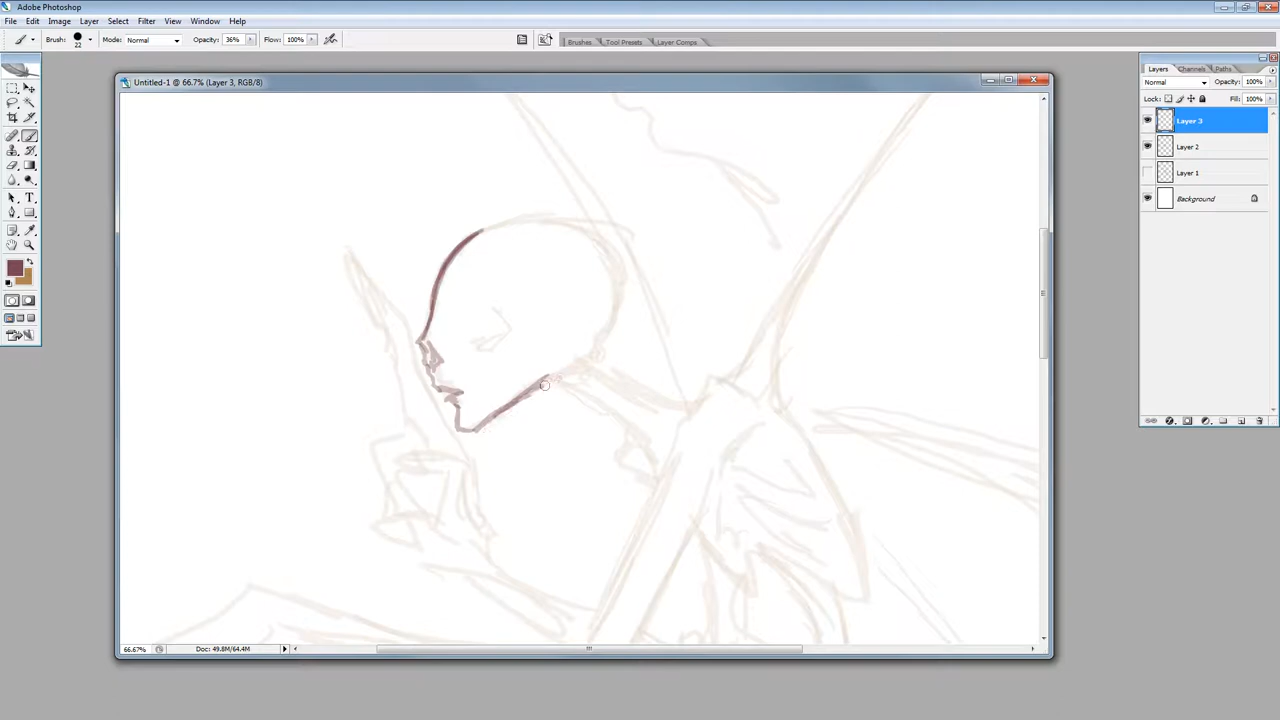 Adobe Photoshop
File Edit Image Layer Select Filter View Window Help
Brush: 22 Mode: Normal Opacity: 36% Flow: 100% Brushes Tool Presets Layer Comps
Untitled-1 @ 66.7% (Layer 3, RGB/8)
Layers Channels Paths
Normal Opacity: 100%
Lock: Fill: 100%
Layer 3
Layer 2
Layer 1
Background
66.67% Doc: 49.8M/64.4M